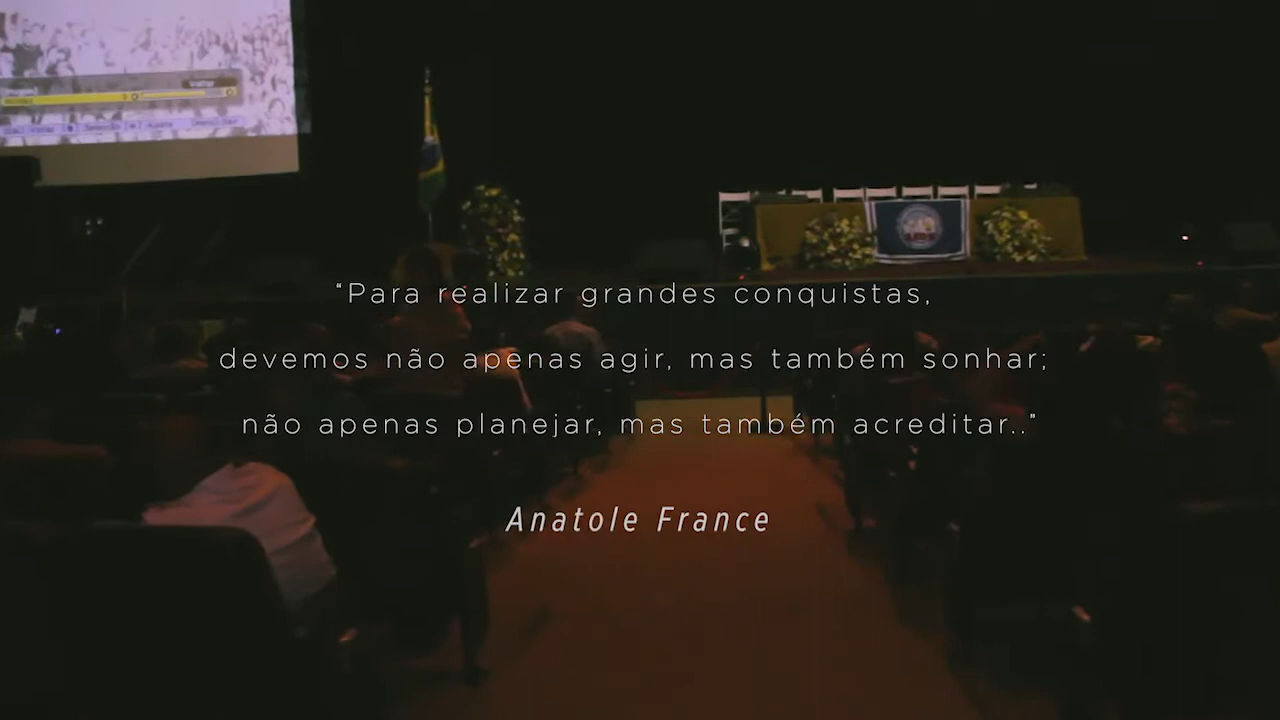 “Para realizar grandes conquistas,
devemos não apenas agir, mas também sonhar;
não apenas planejar, mas também acreditar..”
Anatole France